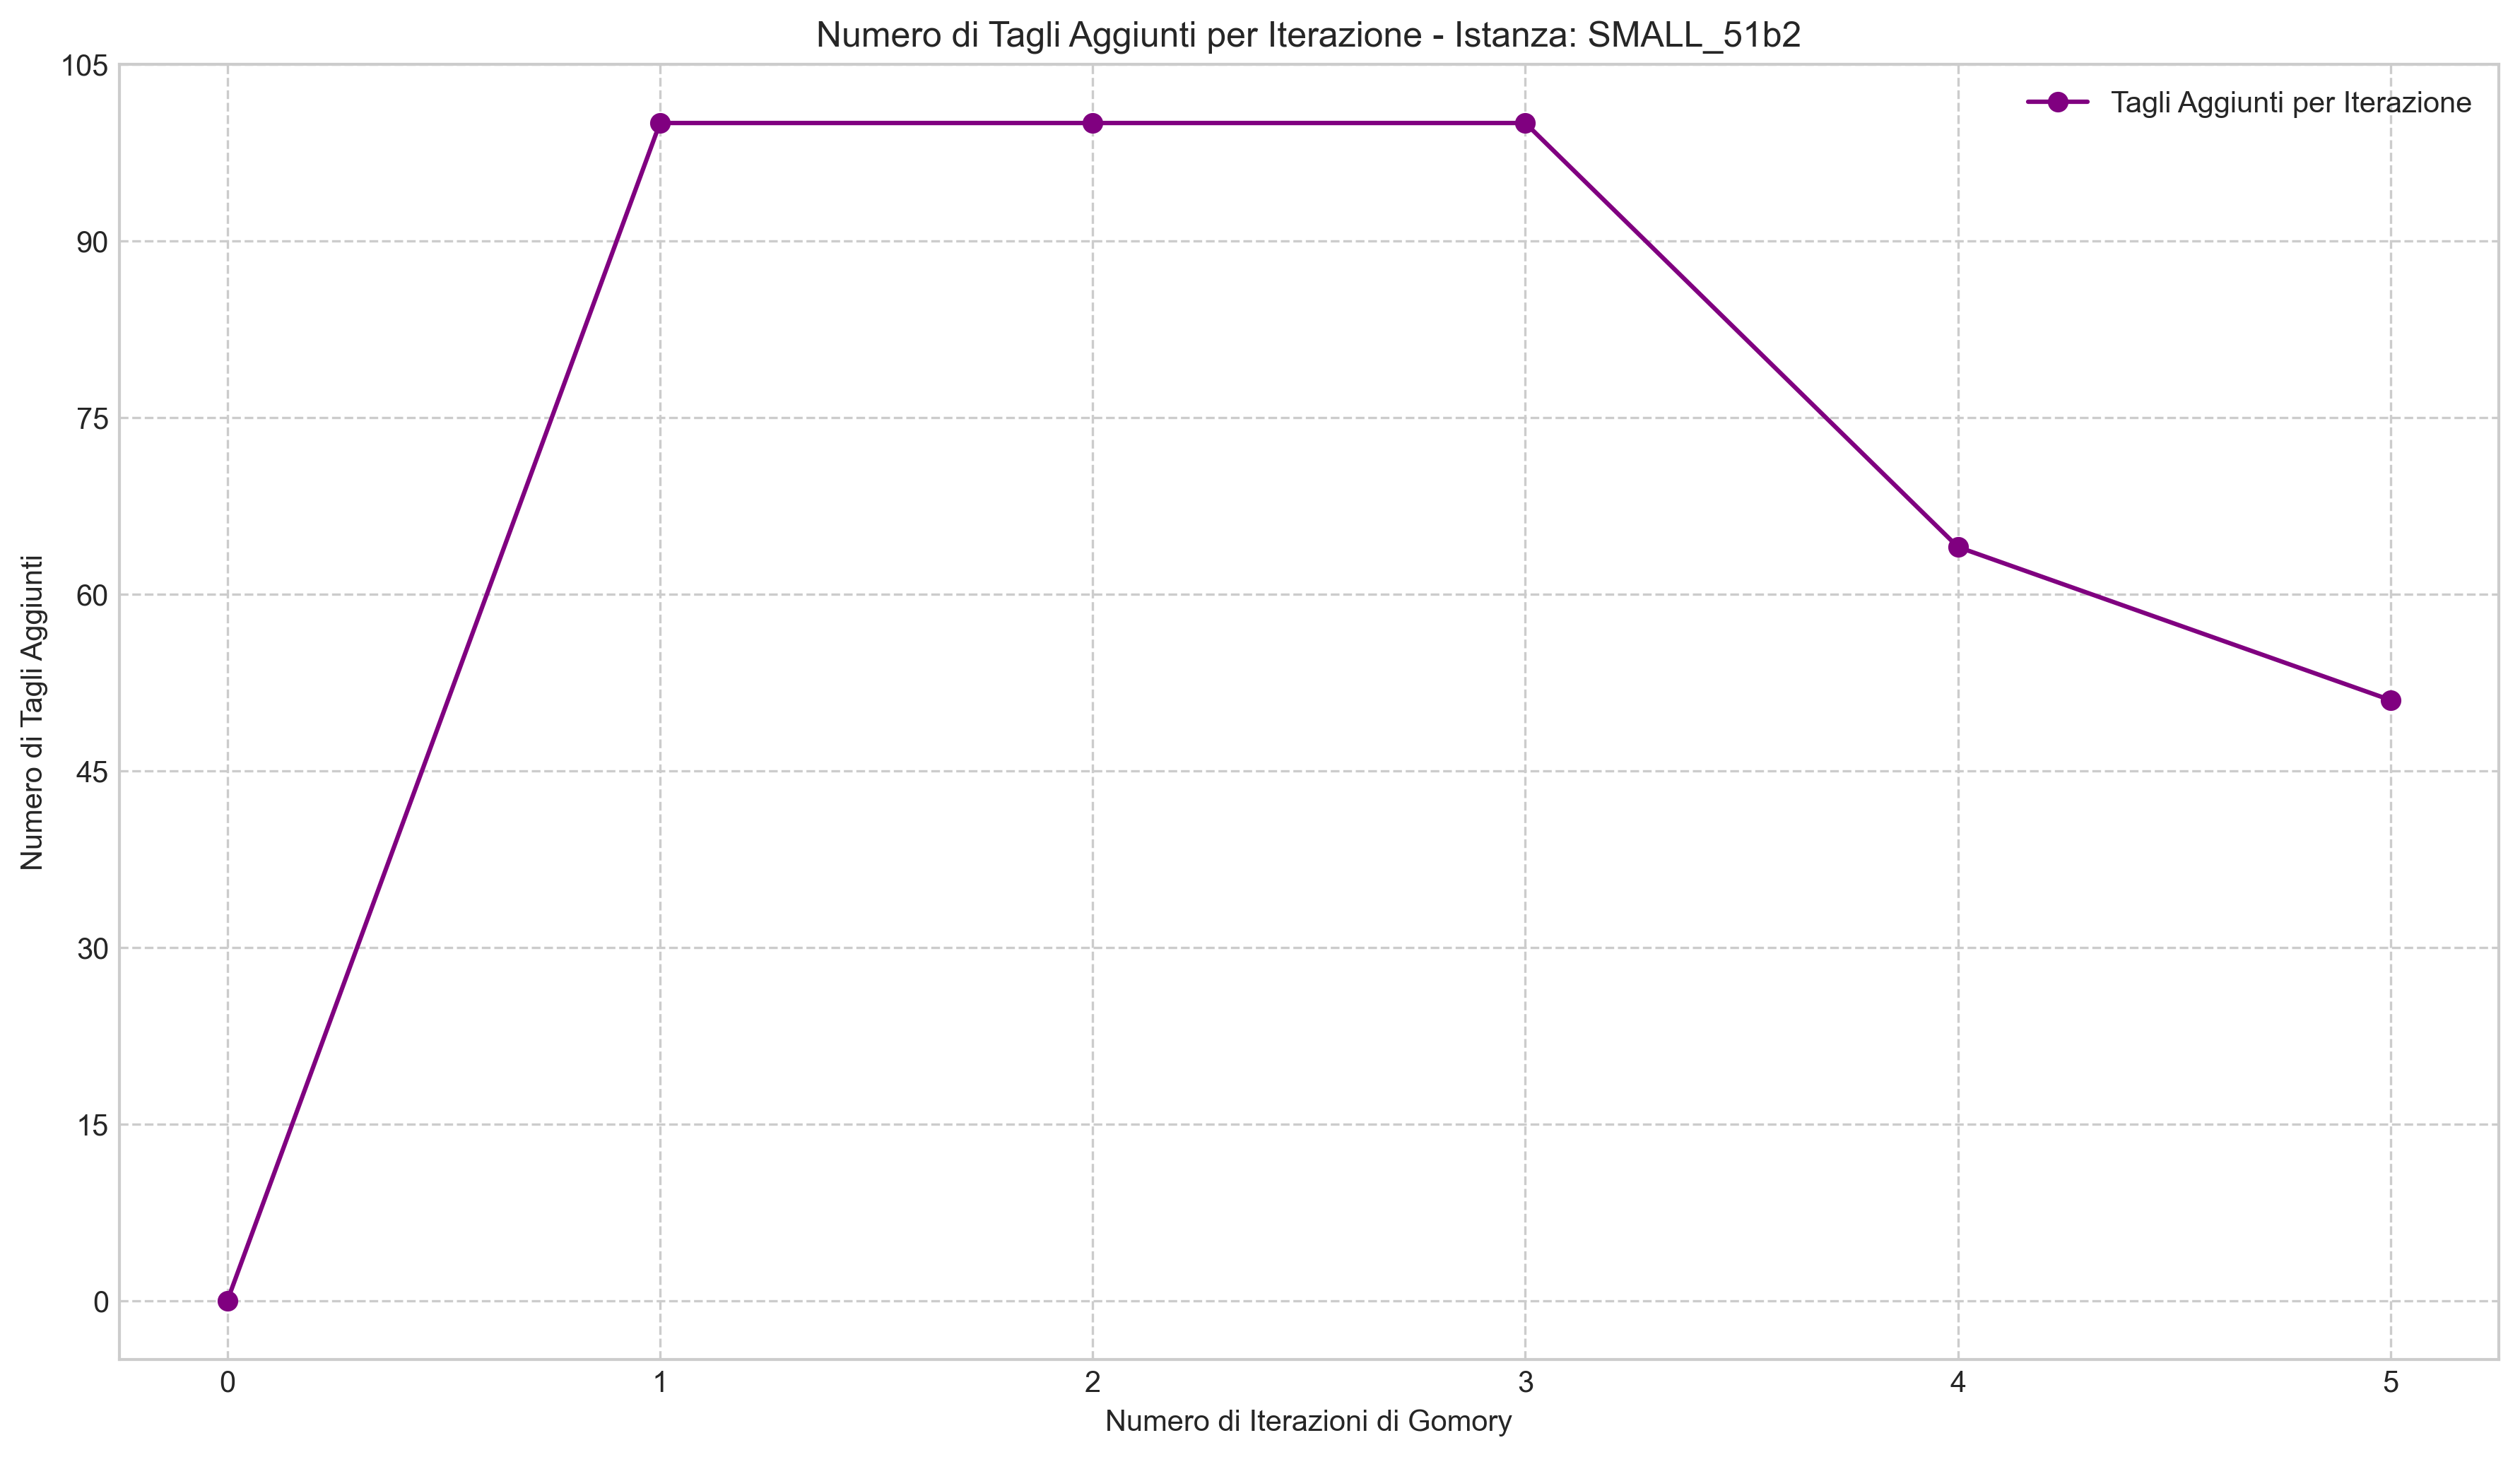 Numero di Tagli Aggiunti per Iterazione - Istanza: SMALL_51b2
Tagli Aggiunti per Iterazione
Numero di Tagli Aggiunti
105
90
75
60
45
30
15
0
0 1 2 3 4 5
Numero di Iterazioni di Gomory